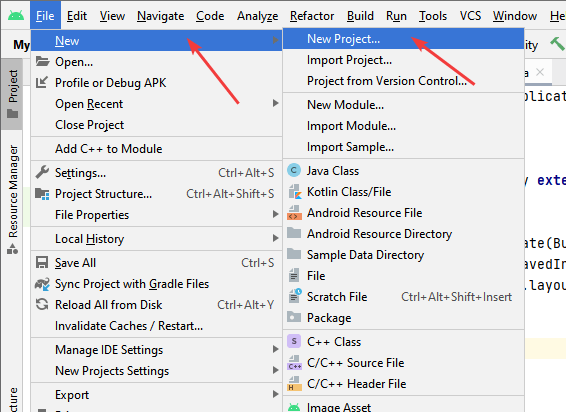 File Edit View Navigate Code Analyze Refactor Build Run Tools VCS Window He
My
New
Open...
Profile or Debug APK
Open Recent
Close Project
Add C++ to Module
Settings... Ctrl+Alt+S
Project Structure... Ctrl+Alt+Shift+S
File Properties
Local History
Save All Ctrl+S
Sync Project with Gradle Files
Reload All from Disk Ctrl+Alt+Y
Invalidate Caches / Restart...
Manage IDE Settings
New Projects Settings
Export
New Project...
Import Project...
Project from Version Control...
New Module...
Import Module...
Import Sample...
Java Class
Kotlin Class/File
Android Resource File
Android Resource Directory
Sample Data Directory
File
Scratch File Ctrl+Alt+Shift+Insert
Package
C++ Class
C/C++ Source File
C/C++ Header File
Image Asset
Project
Resource Manager
cture
ity
a
plicat
y exte
ate(Bu
avedIn
.layou